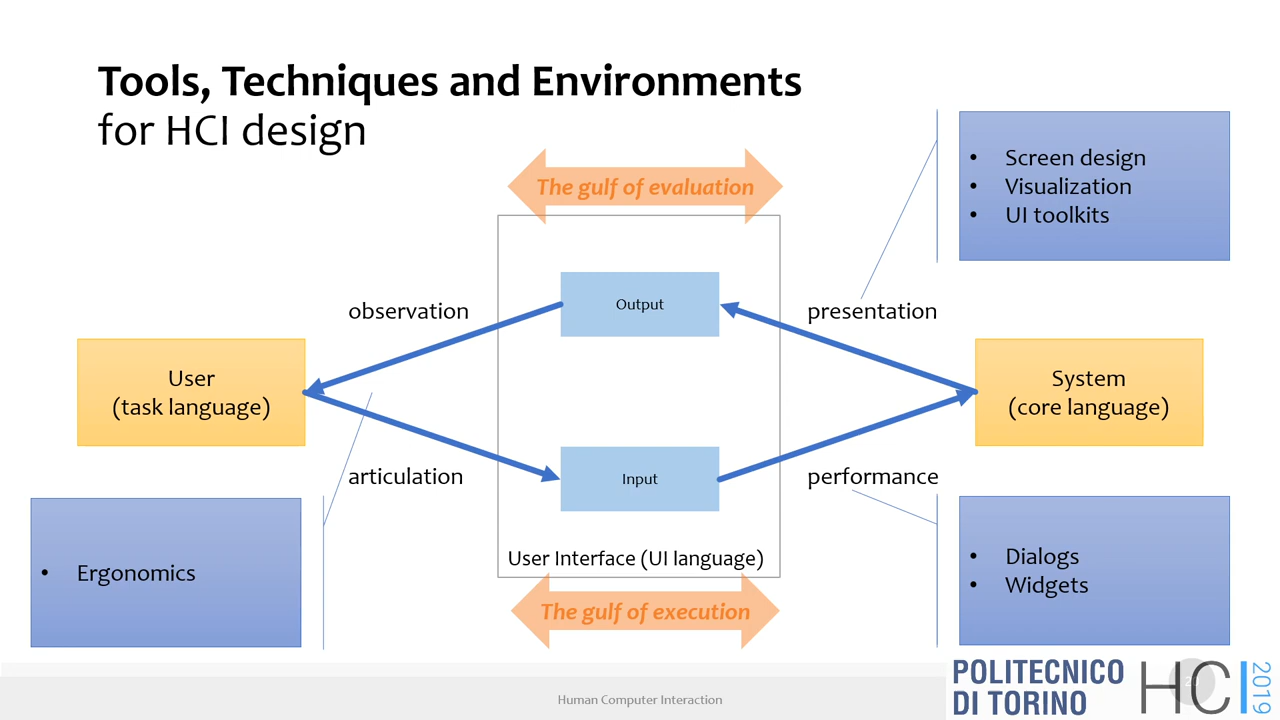 Tools, Techniques and Environments
for HCI design
The gulf of evaluation
• Screen design
• Visualization
• UI toolkits
Output
observation
presentation
User
(task language)
System
(core language)
articulation
Input
performance
• Ergonomics
User Interface (UI language)
• Dialogs
• Widgets
The gulf of execution
Human Computer Interaction
POLITECNICO
DI TORINO
HCI
2019